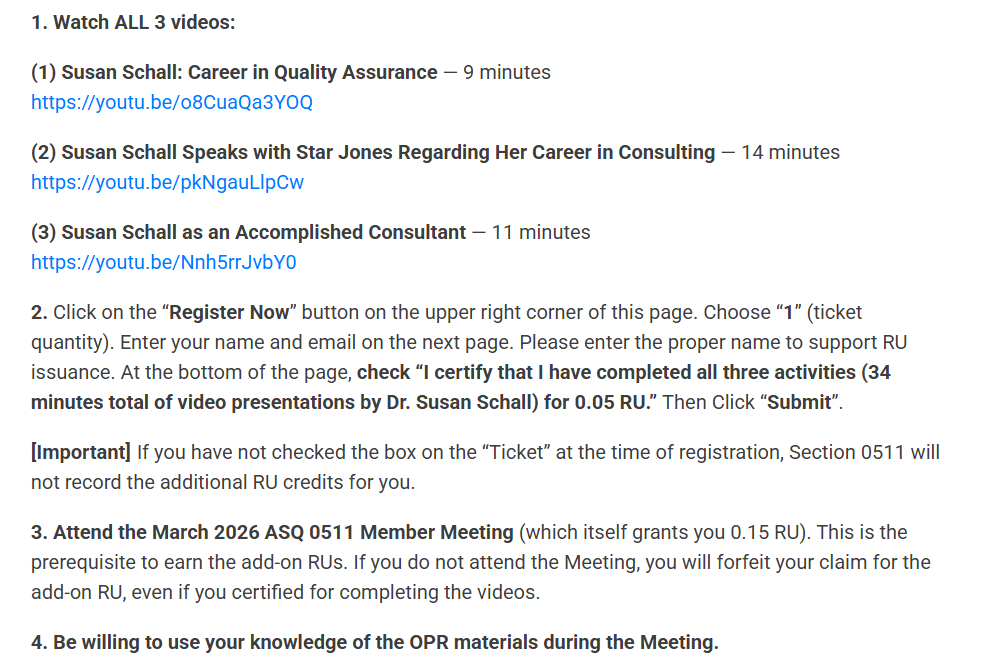 1. Watch ALL 3 videos:
(1) Susan Schall: Career in Quality Assurance — 9 minutes
https://youtu.be/o8CuaQa3YOQ
(2) Susan Schall Speaks with Star Jones Regarding Her Career in Consulting — 14 minutes
https://youtu.be/pkNgauLlpCw
(3) Susan Schall as an Accomplished Consultant — 11 minutes
https://youtu.be/Nnh5rrJvbY0
2. Click on the “Register Now” button on the upper right corner of this page. Choose “1” (ticket
quantity). Enter your name and email on the next page. Please enter the proper name to support RU
issuance. At the bottom of the page, check “I certify that I have completed all three activities (34
minutes total of video presentations by Dr. Susan Schall) for 0.05 RU.” Then Click “Submit”.
[Important] If you have not checked the box on the “Ticket” at the time of registration, Section 0511 will
not record the additional RU credits for you.
3. Attend the March 2026 ASQ 0511 Member Meeting (which itself grants you 0.15 RU). This is the
prerequisite to earn the add-on RUs. If you do not attend the Meeting, you will forfeit your claim for the
add-on RU, even if you certified for completing the videos.
4. Be willing to use your knowledge of the OPR materials during the Meeting.